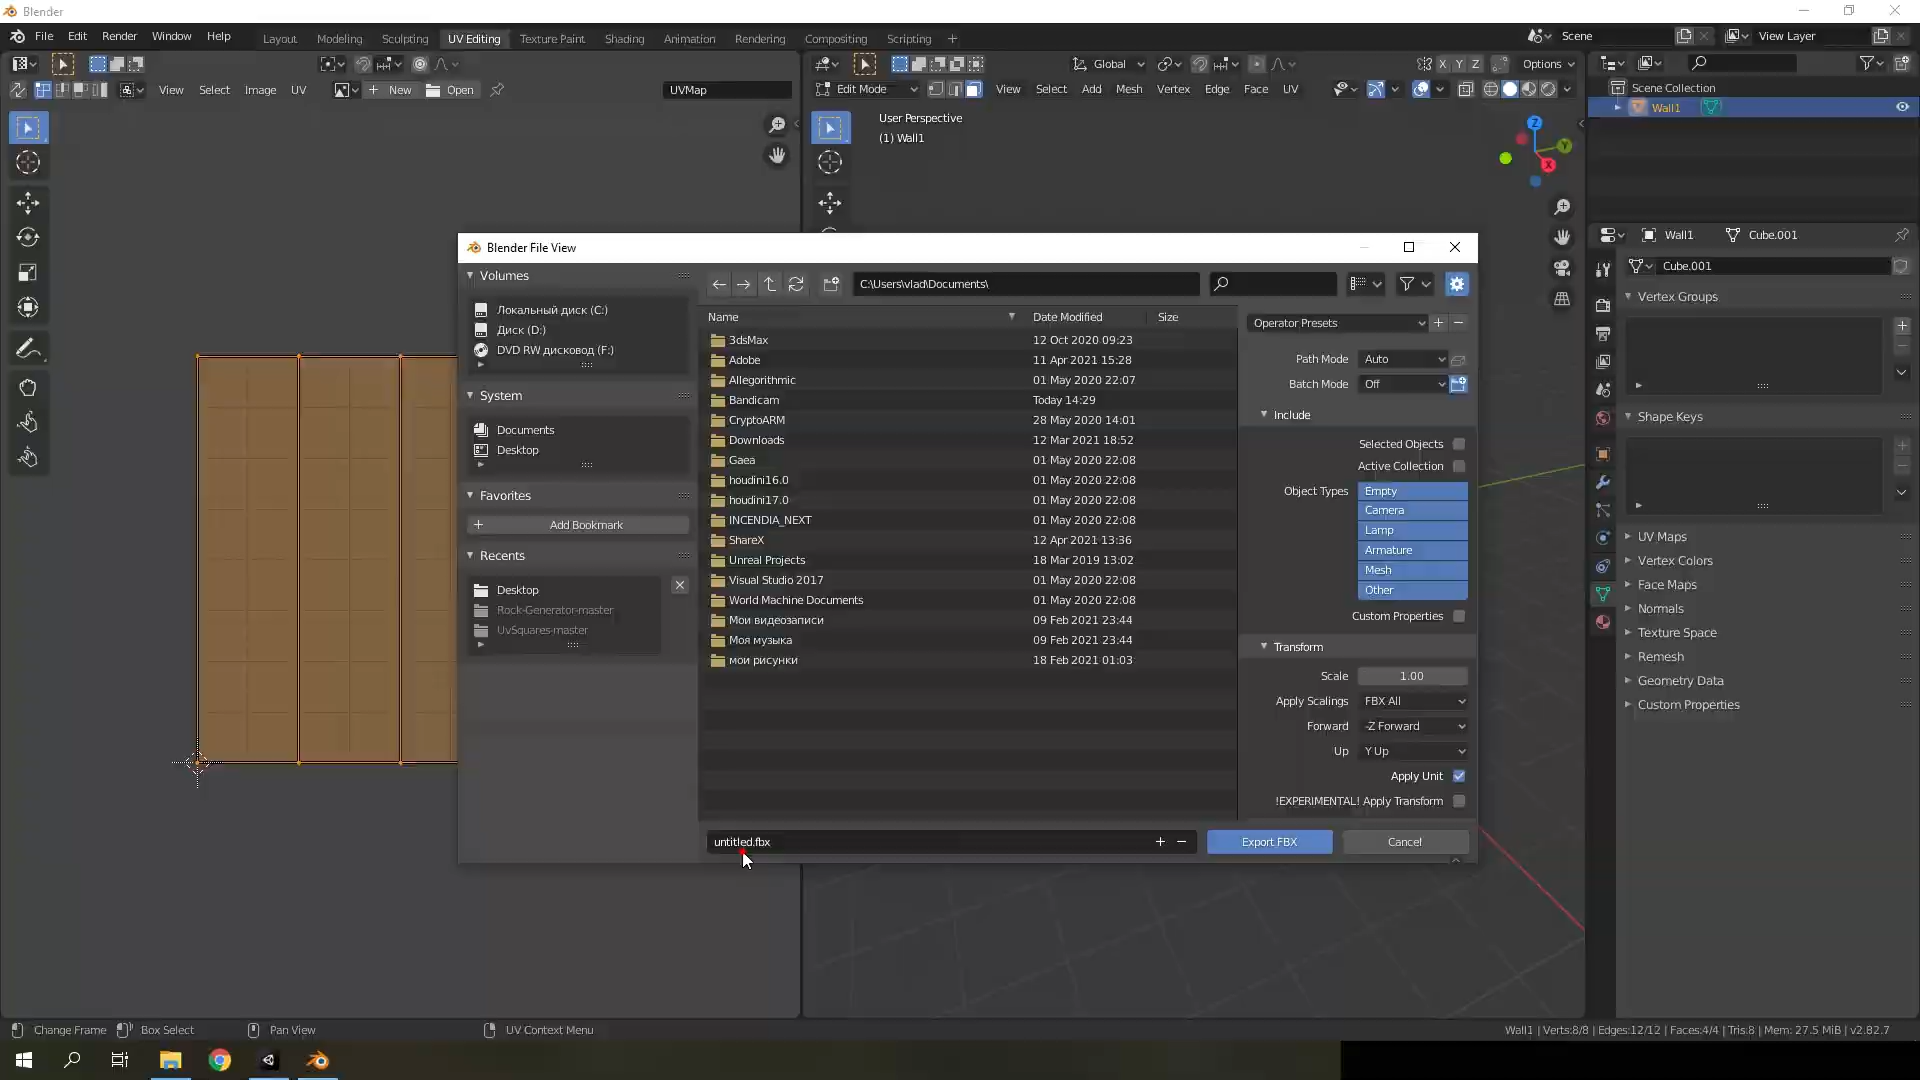 Blender
File Edit Render Window Help Layout Modeling Sculpting UV Editing Texture Paint Shading Animation Rendering Compositing Scripting + Scene View Layer
Global X Y Z Options
View Select Image UV + New Open UVMap Edit Mode View Select Add Mesh Vertex Edge Face UV
Scene Collection
Wall1
User Perspective
(1) Wall1
Z
Y
X
Wall1 Cube.001
Cube.001
Vertex Groups
Shape Keys
UV Maps
Vertex Colors
Face Maps
Normals
Texture Space
Remesh
Geometry Data
Custom Properties
Blender File View
Volumes
Локальный диск (C:)
Диск (D:)
DVD RW дисковод (F:)
System
Documents
Desktop
Favorites
+ Add Bookmark
Recents
Desktop
Rock-Generator-master
UvSquares-master
C:\Users\vlad\Documents\
Name Date Modified Size
3dsMax 12 Oct 2020 09:23
Adobe 11 Apr 2021 15:28
Allegorithmic 01 May 2020 22:07
Bandicam Today 14:29
CryptoARM 28 May 2020 14:01
Downloads 12 Mar 2021 18:52
Gaea 01 May 2020 22:08
houdini16.0 01 May 2020 22:08
houdini17.0 01 May 2020 22:08
INCENDIA_NEXT 01 May 2020 22:08
ShareX 12 Apr 2021 13:36
Unreal Projects 18 Mar 2019 13:02
Visual Studio 2017 01 May 2020 22:08
World Machine Documents 01 May 2020 22:08
Мои видеозаписи 09 Feb 2021 23:44
Моя музыка 09 Feb 2021 23:44
мои рисунки 18 Feb 2021 01:03
Operator Presets + −
Path Mode Auto
Batch Mode Off
Include
Selected Objects
Active Collection
Object Types Empty
Camera
Lamp
Armature
Mesh
Other
Custom Properties
Transform
Scale 1.00
Apply Scalings FBX All
Forward -Z Forward
Up Y Up
Apply Unit
!EXPERIMENTAL! Apply Transform
untitled.fbx + − Export FBX Cancel
Change Frame Box Select Pan View UV Context Menu Wall1 | Verts:8/8 | Edges:12/12 | Faces:4/4 | Tris:8 | Mem: 27.5 MiB | v2.82.7